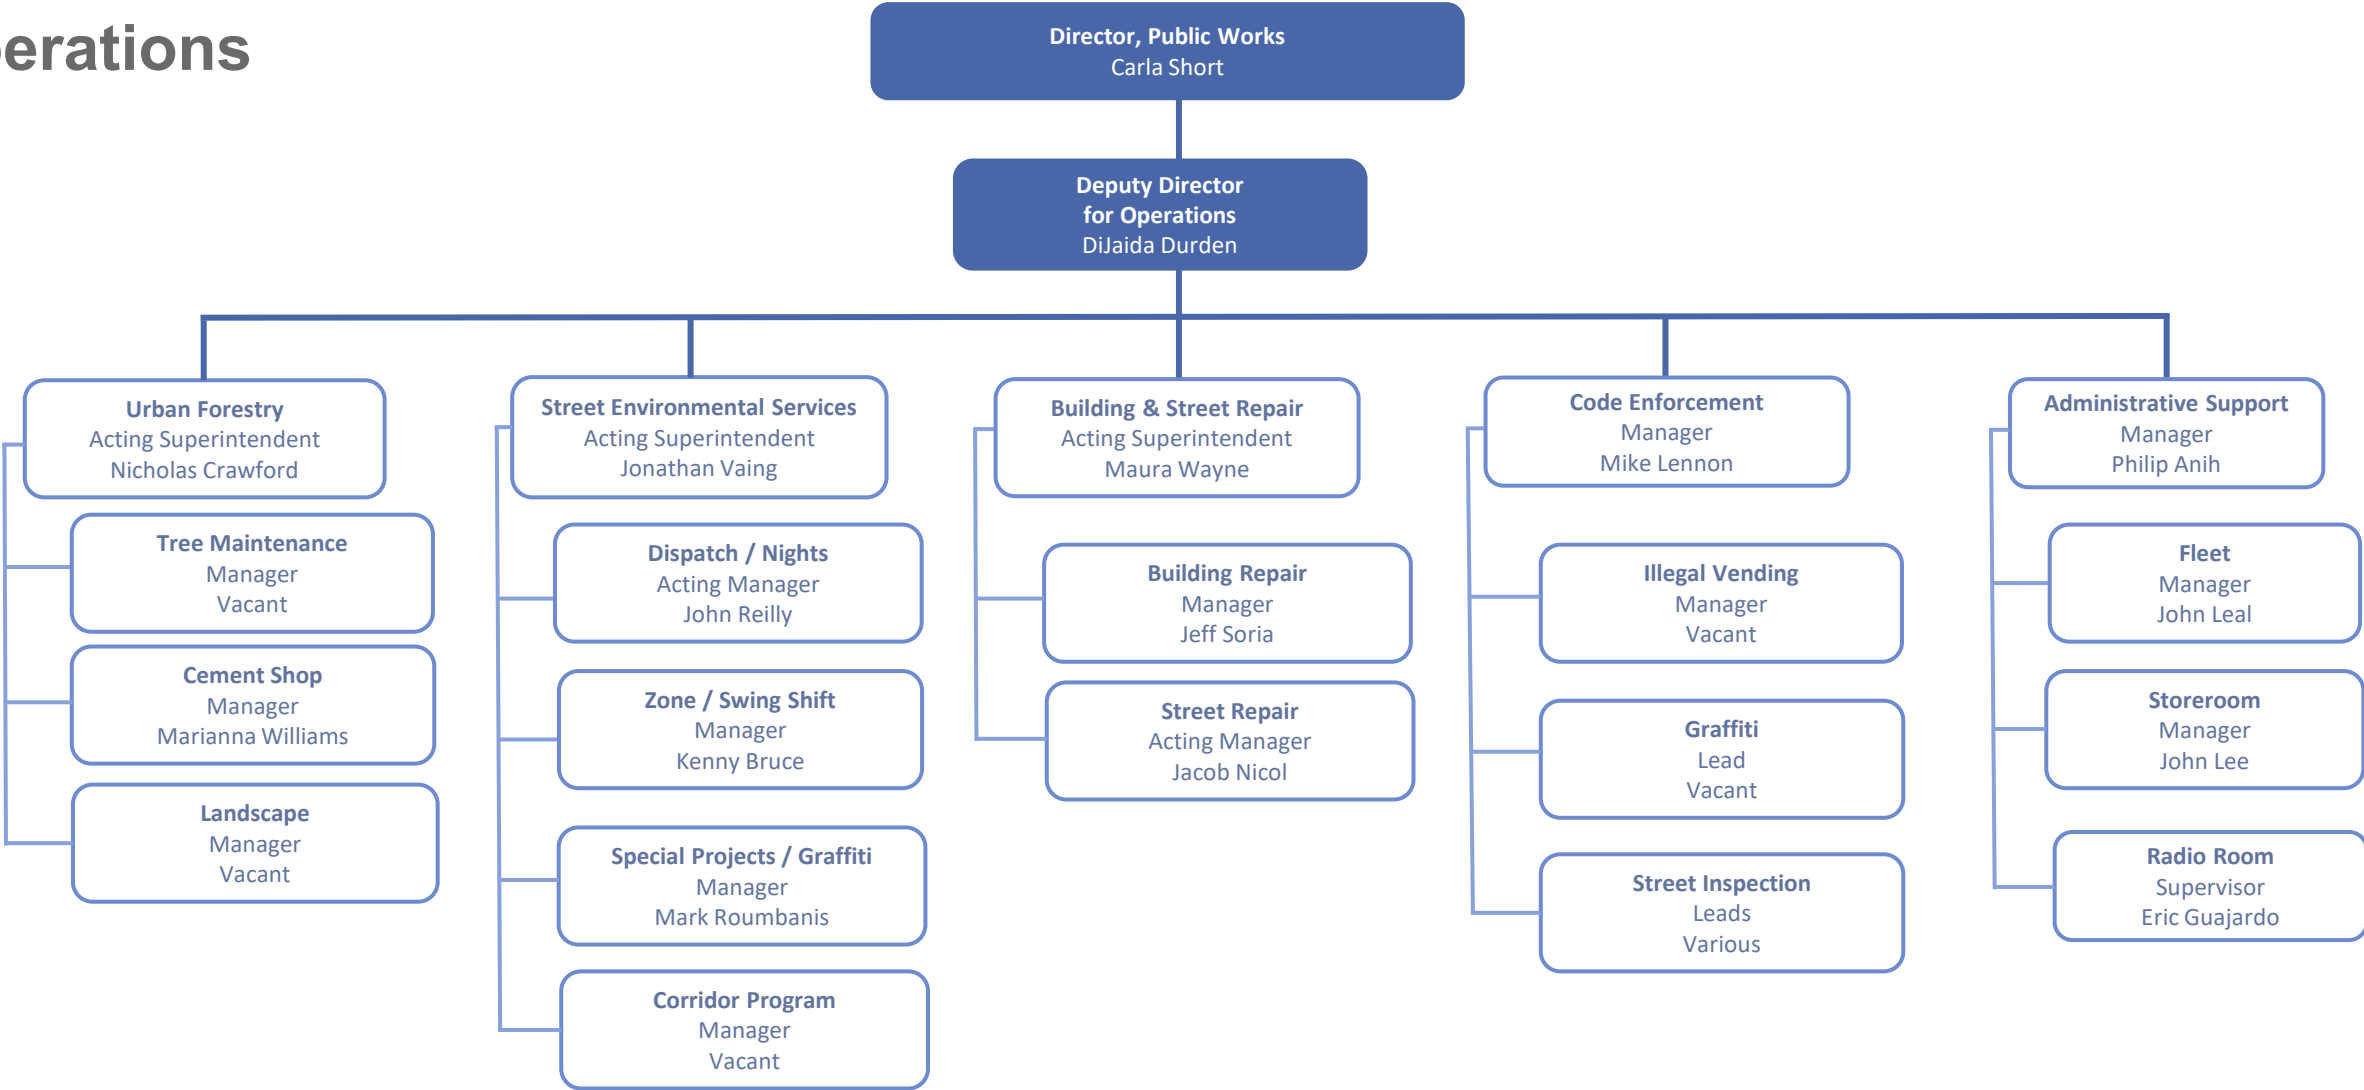 erations
Director, Public Works
Carla Short
Deputy Director
for Operations
DiJaida Durden
Urban Forestry
Acting Superintendent
Nicholas Crawford
Tree Maintenance
Manager
Vacant
Cement Shop
Manager
Marianna Williams
Landscape
Manager
Vacant
Street Environmental Services
Acting Superintendent
Jonathan Vaing
Dispatch / Nights
Acting Manager
John Reilly
Zone / Swing Shift
Manager
Kenny Bruce
Special Projects / Graffiti
Manager
Mark Roumbanis
Corridor Program
Manager
Vacant
Building & Street Repair
Acting Superintendent
Maura Wayne
Building Repair
Manager
Jeff Soria
Street Repair
Acting Manager
Jacob Nicol
Code Enforcement
Manager
Mike Lennon
Illegal Vending
Manager
Vacant
Graffiti
Lead
Vacant
Street Inspection
Leads
Various
Administrative Support
Manager
Philip Anih
Fleet
Manager
John Leal
Storeroom
Manager
John Lee
Radio Room
Supervisor
Eric Guajardo